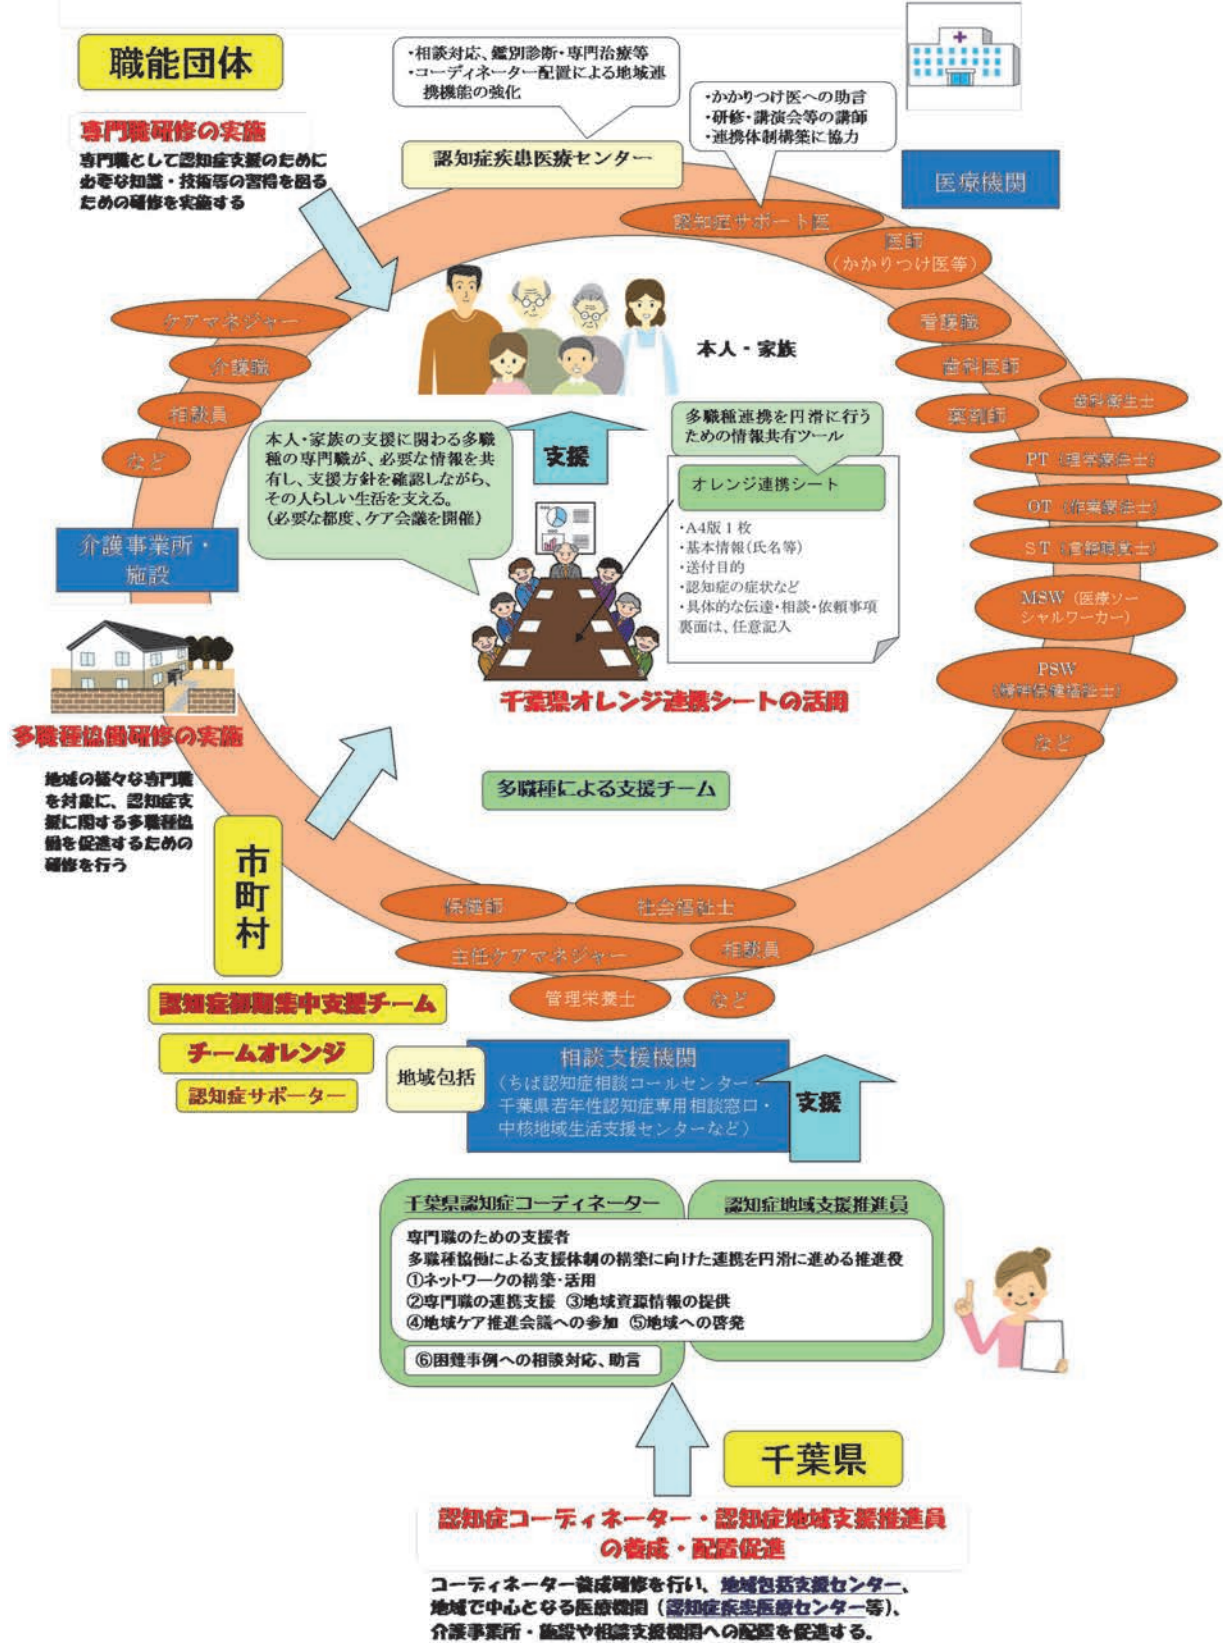 職能団体
専門職研修の実施
専門職として認知症支援のために
必要な知識・技術等の習得を図る
ための研修を実施する
・相談対応、鑑別診断・専門治療等
・コーディネーター配置による地域連
携機能の強化
認知症疾患医療センター
・かかりつけ医への助言
・研修・講演会等の講師
・連携体制構築に協力
医療機関
認知症サポート医
医師
(かかりつけ医等)
看護職
歯科医師
歯科衛生士
薬剤師
PT(理学療法士)
OT(作業療法士)
ST(言語聴覚士)
MSW(医療ソー
シャルワーカー)
PSW
(精神保健福祉士)
など
ケアマネジャー
介護職
相談員
など
介護事業所・
施設
本人・家族
本人・家族の支援に関わる多職
種の専門職が、必要な情報を共
有し、支援方針を確認しながら、
その人らしい生活を支える。
(必要な都度、ケア会議を開催)
支援
多職種連携を円滑に行う
ための情報共有ツール
オレンジ連携シート
・A4版1枚
・基本情報(氏名等)
・送付目的
・認知症の症状など
・具体的な伝達・相談・依頼事項
裏面は、任意記入
千葉県オレンジ連携シートの活用
多職種協働研修の実施
地域の様々な専門職
を対象に、認知症支
援に関する多職種協
働を促進するための
研修を行う
多職種による支援チーム
市町村
認知症初期集中支援チーム
チームオレンジ
認知症サポーター
保健師
社会福祉士
主任ケアマネジャー
相談員
管理栄養士
など
地域包括
相談支援機関
(ちば認知症相談コールセンター・
千葉県若年性認知症専用相談窓口・
中核地域生活支援センターなど)
支援
千葉県認知症コーディネーター
認知症地域支援推進員
専門職のための支援者
多職種協働による支援体制の構築に向けた連携を円滑に進める推進役
①ネットワークの構築・活用
②専門職の連携支援 ③地域資源情報の提供
④地域ケア推進会議への参加 ⑤地域への啓発
⑥困難事例への相談対応、助言
千葉県
認知症コーディネーター・認知症地域支援推進員
の養成・配置促進
コーディネーター養成研修を行い、地域包括支援センター、
地域で中心となる医療機関(認知症疾患医療センター等)、
介護事業所・施設や相談支援機関への配置を促進する。